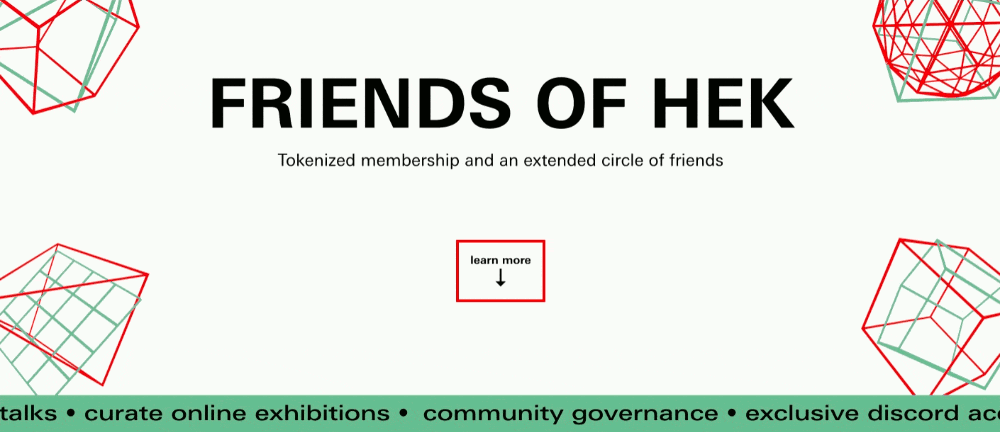 FRIENDS OF HEK
Tokenized membership and an extended circle of friends
learn more
talks • curate online exhibitions • community governance • exclusive discord